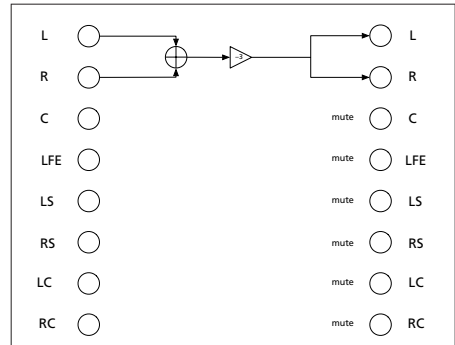 L L
R -3 R
C mute C
LFE mute LFE
LS mute LS
RS mute RS
LC mute LC
RC mute RC